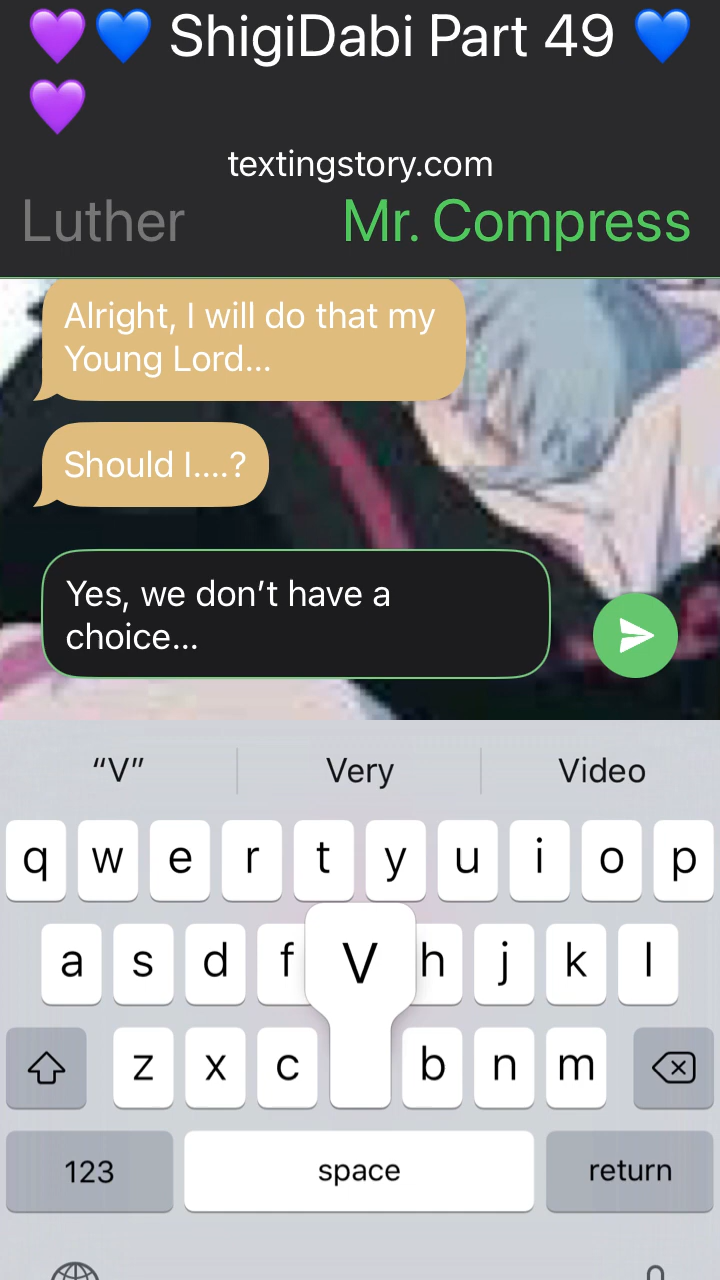 💜💙 ShigiDabi Part 49 💙
💜
textingstory.com
Luther Mr. Compress
Alright, I will do that my
Young Lord...
Should I....?
Yes, we don’t have a
choice...
“V” Very Video
q w e r t y u i o p
a s d f V h j k l
z x c b n m
123 space return